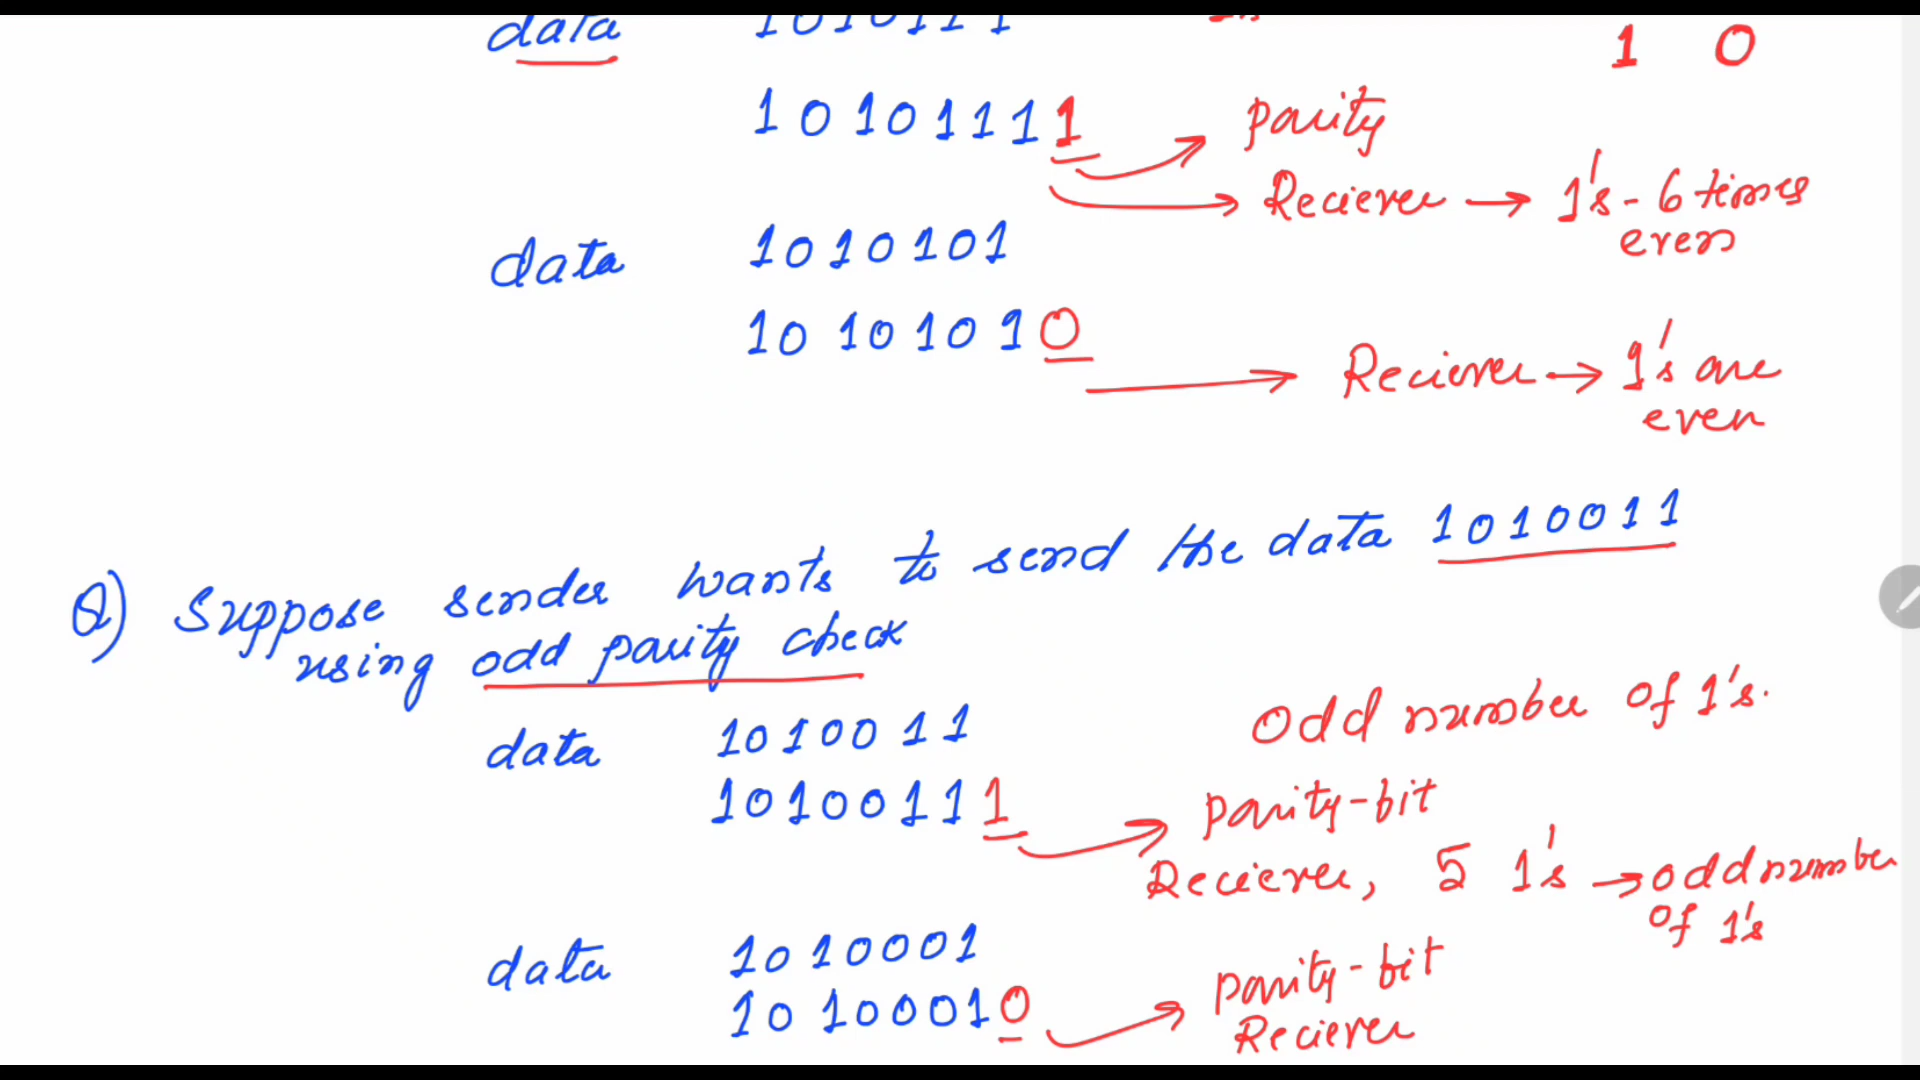 data 1010111
1 0
10101111 parity
Reciever → 1's - 6 times
even
data 1010101
10101010
Reciever → 1's are
even
Q) Suppose sender wants to send the data 1010011
using odd parity check
Odd number of 1's.
data 1010011
10100111 parity-bit
Reciever, 5 1's → odd number
of 1's
data 1010001
10100010 parity-bit
Reciever